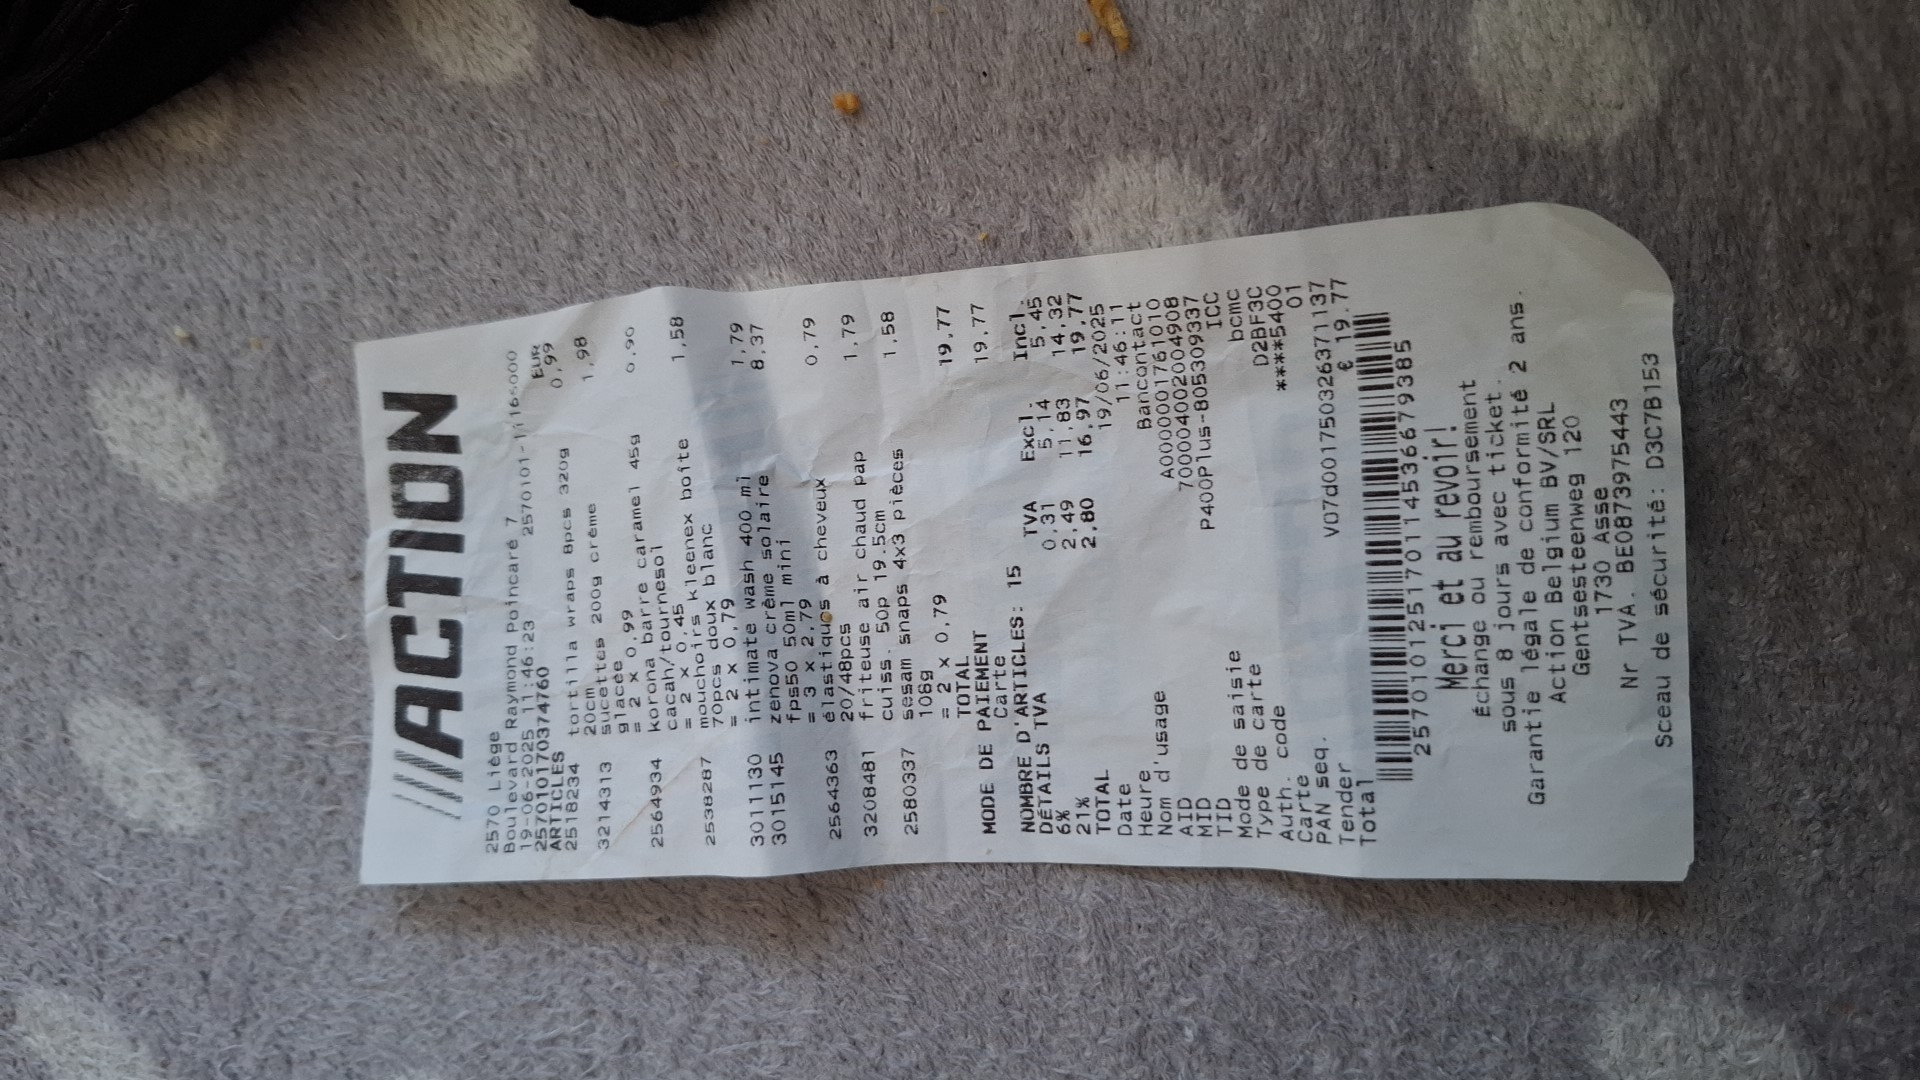 ACTION
2570 Liège
Boulevard Raymond Poincaré 7
19-06-2025 11:46:23 2570101-1116000
2570101170374760
ARTICLES EUR
2518234 tortilla wraps 8pcs 320g 0,99
20cm
3214313 sucettes 200g crème 1,98
glacée
= 2 x 0,99
2564934 korona barre caramel 45g 0,90
cacah/tournesol
= 2 x 0,45
2538287 mouchoirs kleenex boîte 1,58
70pcs doux blanc
= 2 x 0,79
3011130 intimate wash 400 ml 1,79
3015145 zenova crème solaire 8,37
fps50 50ml mini
= 3 x 2,79
2564363 élastiques à cheveux 0,79
20/48pcs
3208481 friteuse air chaud pap 1,79
cuiss. 50p 19.5cm
2580337 sesam snaps 4x3 pièces 1,58
108g
= 2 x 0,79
TOTAL 19,77
MODE DE PAIEMENT
Carte 19,77
NOMBRE D'ARTICLES: 15
DÉTAILS TVA TVA Excl. Incl.
6% 0,31 5,14 5,45
21% 2,49 11,83 14,32
TOTAL 2,80 16,97 19,77
Date 19/06/2025
Heure 11:46:11
Nom d'usage Bancontact
AID A0000001761010
MID 7000040020004908
TID P400Plus-805309337
Mode de saisie ICC
Type de carte bcmc
Auth. code D2BF3C
Carte ****5400
PAN seq. 01
Tender V07d001750326371137
Total € 19.77
2570101251701145366793​85
Merci et au revoir!
Échange ou remboursement
sous 8 jours avec ticket.
Garantie légale de conformité 2 ans.
Action Belgium BV/SRL
Gentsesteenweg 120
1730 Asse
Nr TVA. BE0873975443
Sceau de sécurité: D3C7B153